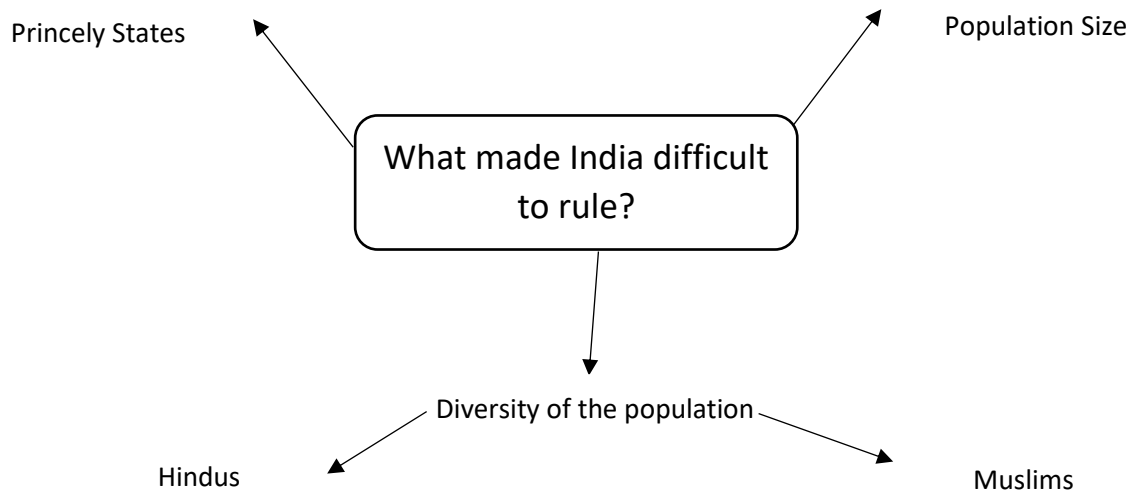 Princely States
Population Size
What made India difficult
to rule?
Diversity of the population
Hindus
Muslims